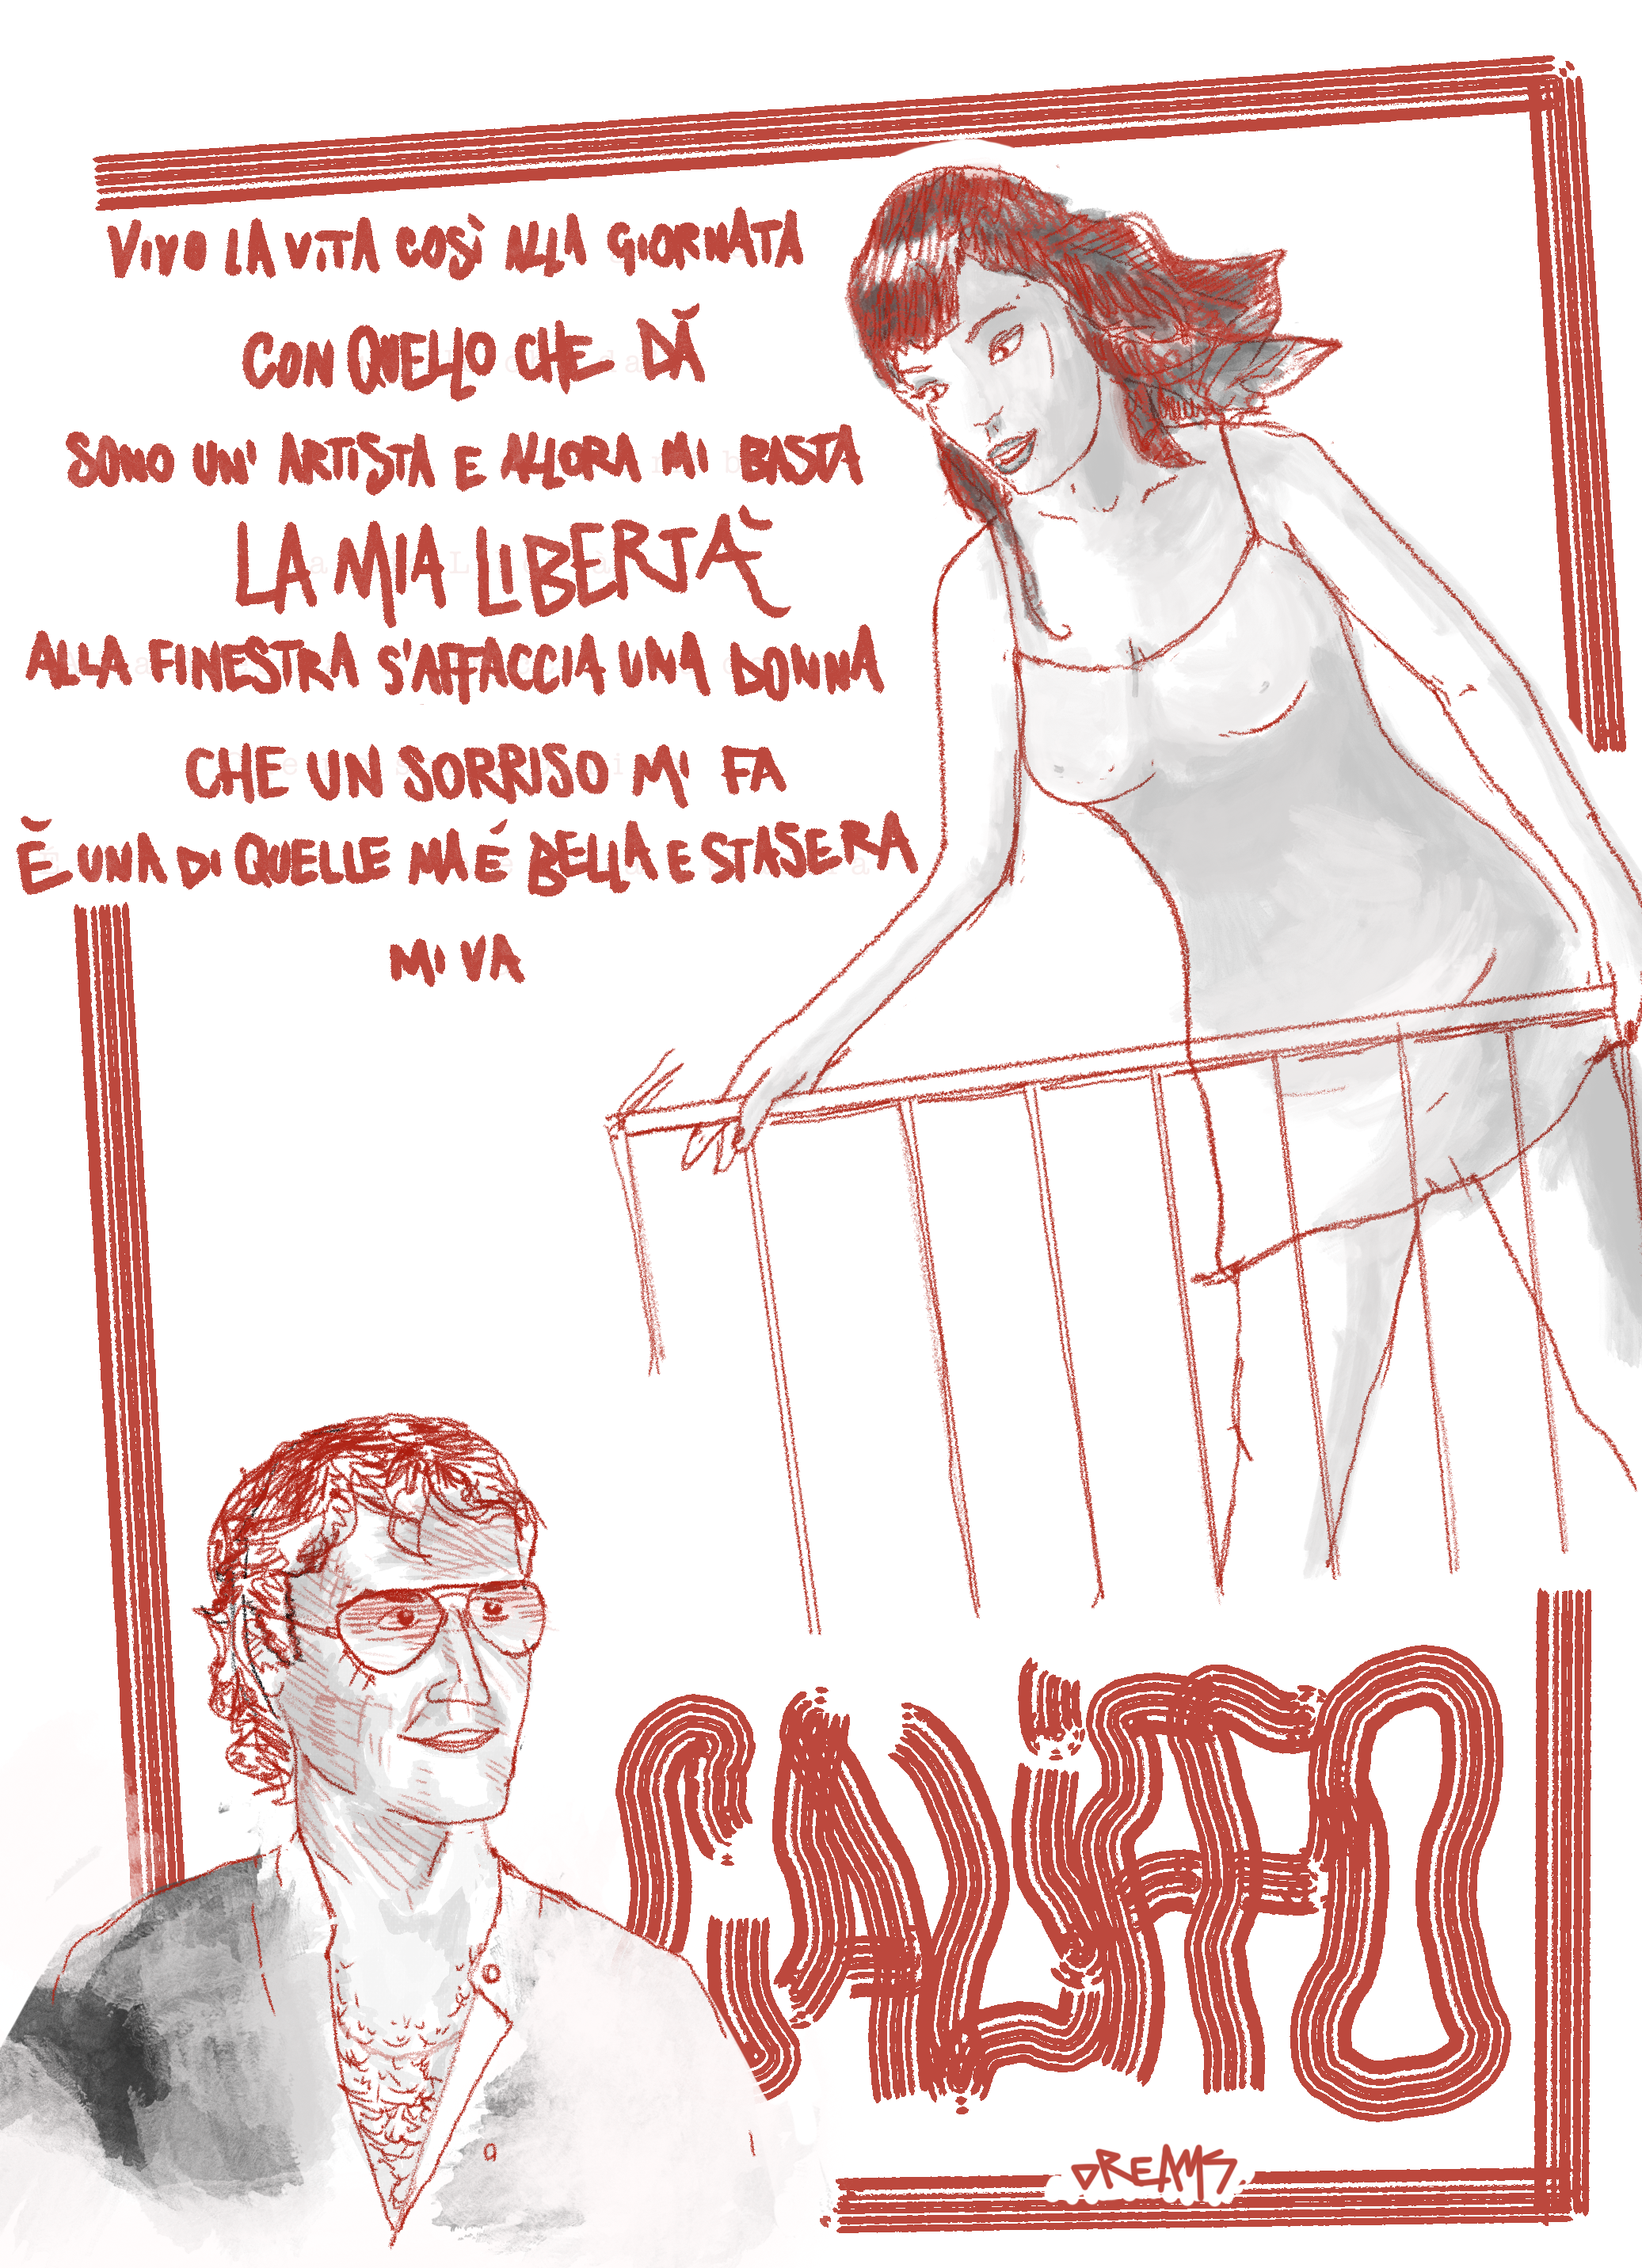 VIVO LA VITA COSÌ ALLA GIORNATA
CON QUELLO CHE DÀ
SONO UN' ARTISTA E ALLORA MI BASTA
LA MIA LIBERTÀ
ALLA FINESTRA S'AFFACCIA UNA DONNA
CHE UN SORRISO MI FA
È UNA DI QUELLE MA É BELLA E STASERA
MI VA
CALIFFO
DREAMS